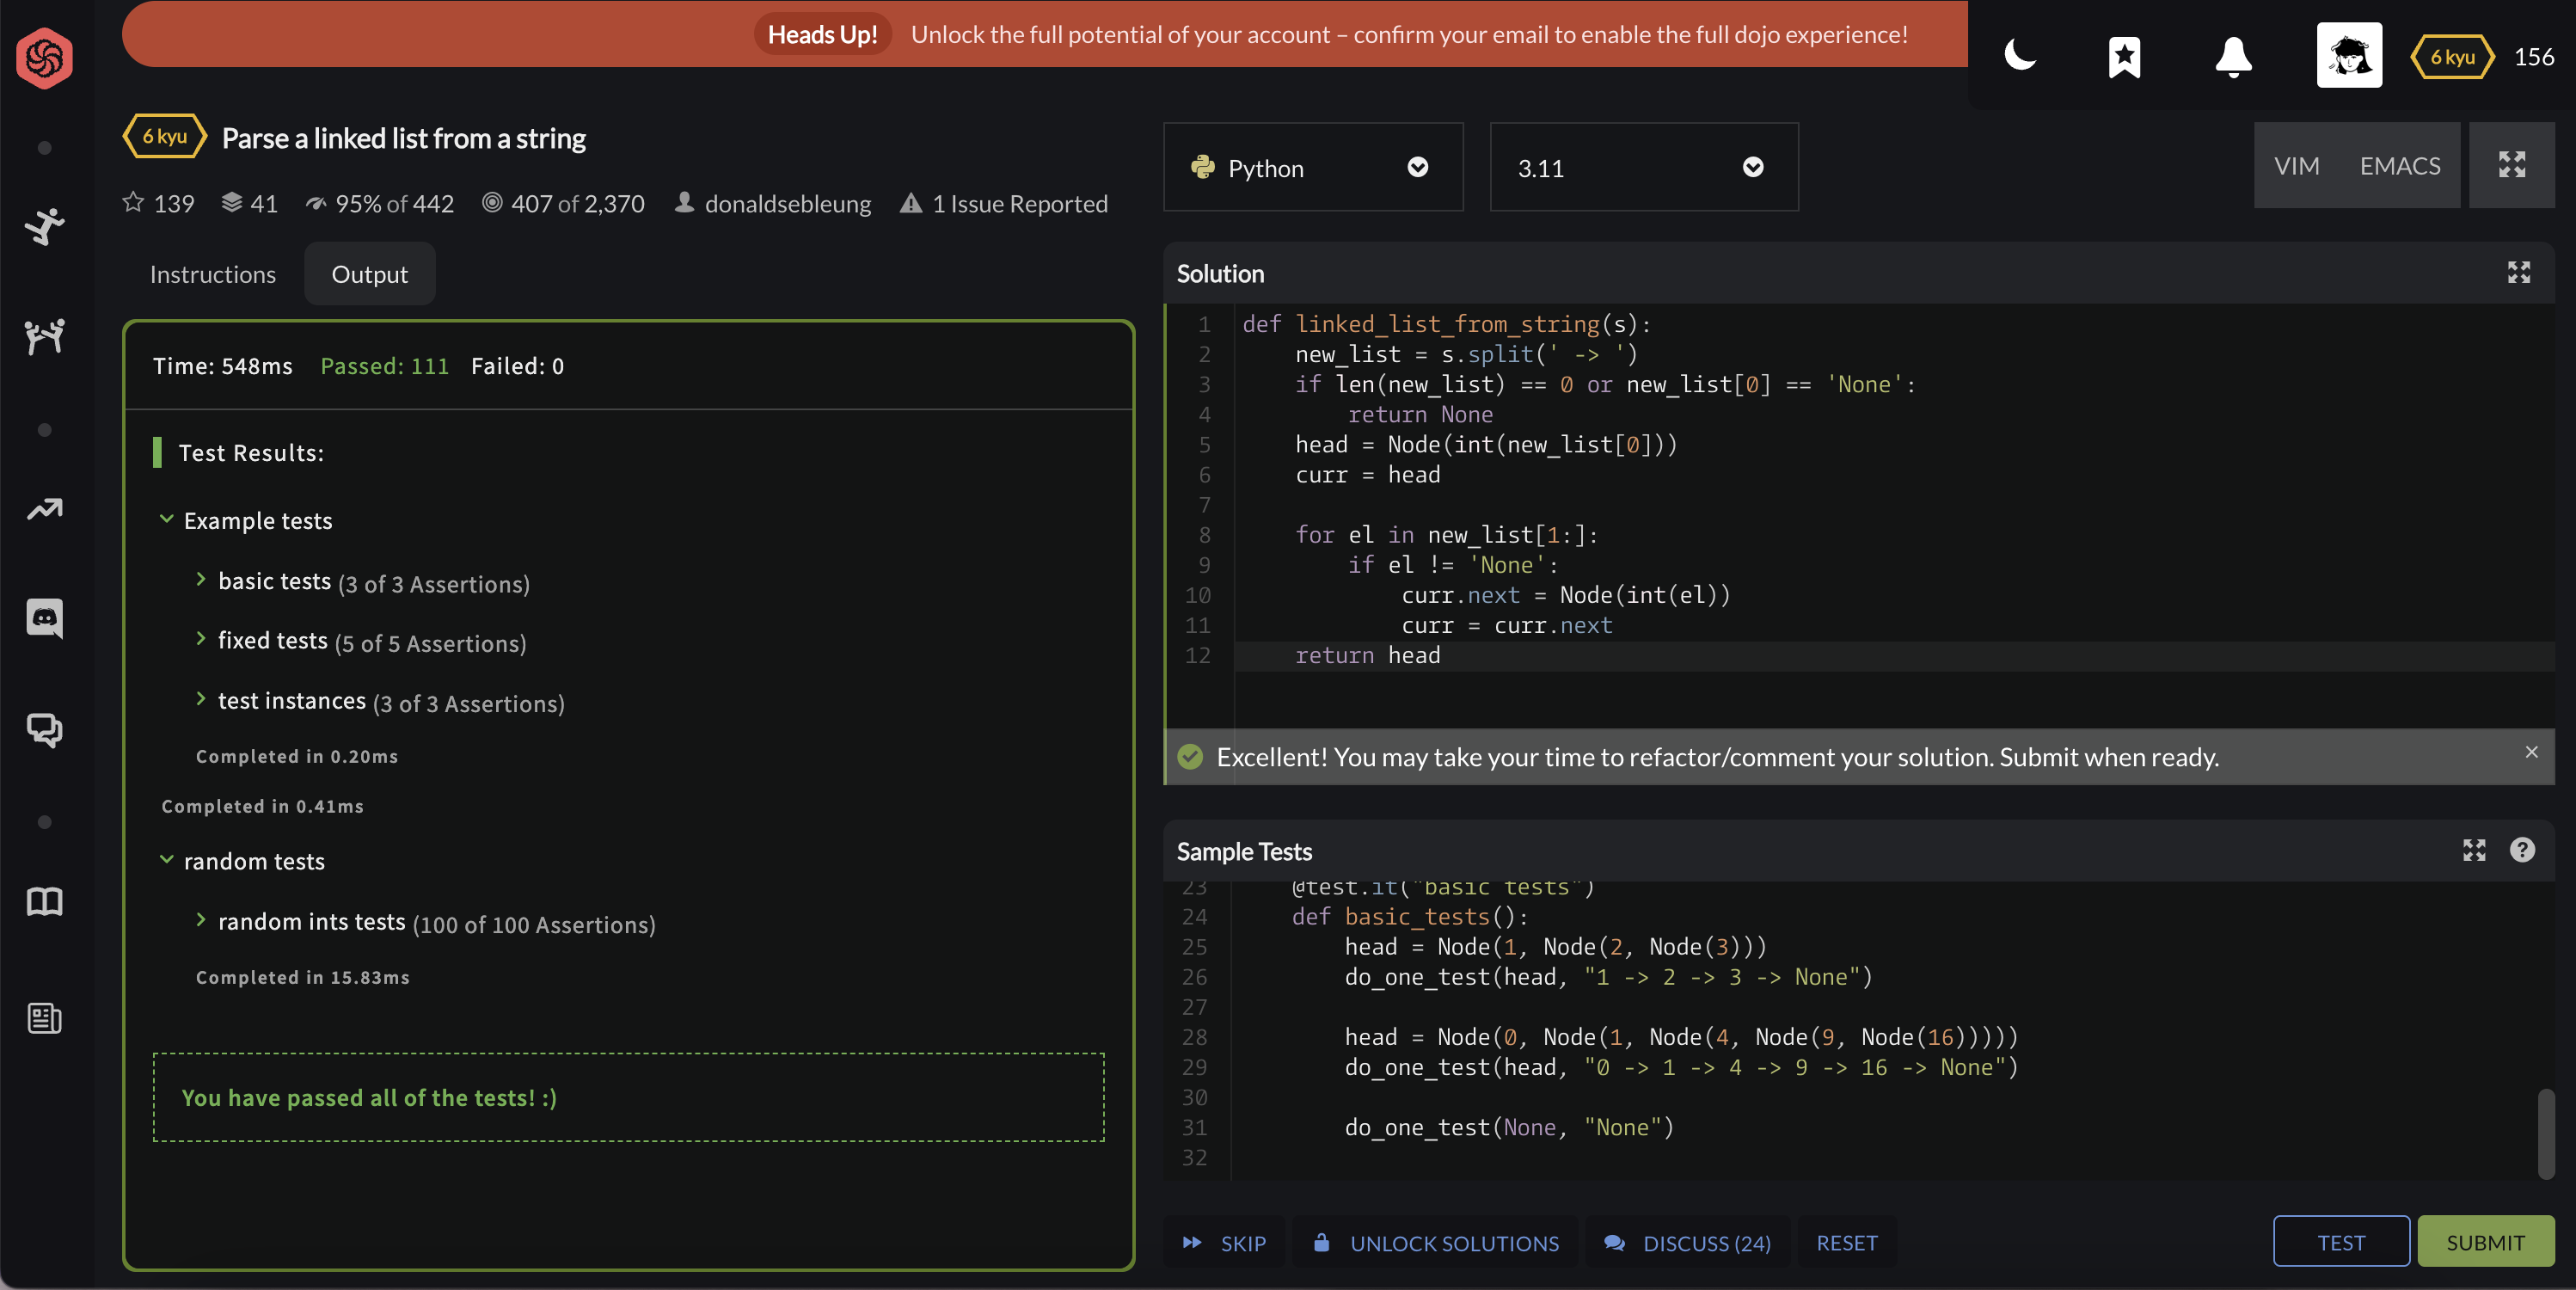 Heads Up! Unlock the full potential of your account – confirm your email to enable the full dojo experience!
6 kyu 156
6 kyu Parse a linked list from a string
139 41 95% of 442 407 of 2,370 donaldsebleung 1 Issue Reported
Instructions Output
Time: 548ms Passed: 111 Failed: 0
Test Results:
Example tests
basic tests (3 of 3 Assertions)
fixed tests (5 of 5 Assertions)
test instances (3 of 3 Assertions)
Completed in 0.20ms
Completed in 0.41ms
random tests
random ints tests (100 of 100 Assertions)
Completed in 15.83ms
You have passed all of the tests! :)
Python 3.11 VIM EMACS
Solution
1 def linked_list_from_string(s):
2     new_list = s.split(' -> ')
3     if len(new_list) == 0 or new_list[0] == 'None':
4         return None
5     head = Node(int(new_list[0]))
6     curr = head
7
8     for el in new_list[1:]:
9         if el != 'None':
10             curr.next = Node(int(el))
11             curr = curr.next
12     return head
Excellent! You may take your time to refactor/comment your solution. Submit when ready. ×
Sample Tests
23     @test.it("basic tests")
24     def basic_tests():
25         head = Node(1, Node(2, Node(3)))
26         do_one_test(head, "1 -> 2 -> 3 -> None")
27
28         head = Node(0, Node(1, Node(4, Node(9, Node(16)))))
29         do_one_test(head, "0 -> 1 -> 4 -> 9 -> 16 -> None")
30
31         do_one_test(None, "None")
32
SKIP UNLOCK SOLUTIONS DISCUSS (24) RESET TEST SUBMIT